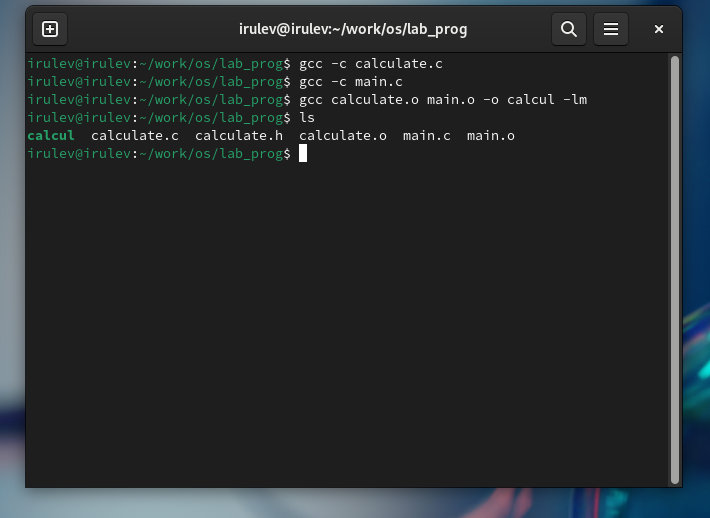 irulev@irulev:~/work/os/lab_prog
irulev@irulev:~/work/os/lab_prog$ gcc -c calculate.c
irulev@irulev:~/work/os/lab_prog$ gcc -c main.c
irulev@irulev:~/work/os/lab_prog$ gcc calculate.o main.o -o calcul -lm
irulev@irulev:~/work/os/lab_prog$ ls
calcul  calculate.c  calculate.h  calculate.o  main.c  main.o
irulev@irulev:~/work/os/lab_prog$